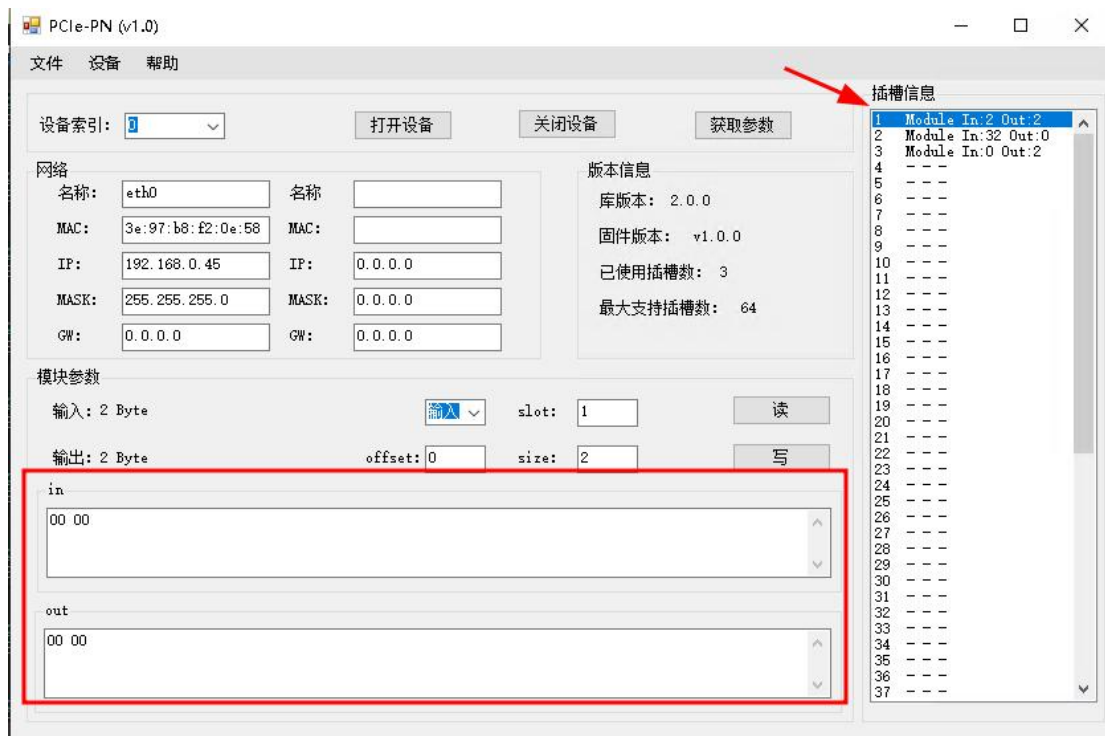 PCIe-PN (v1.0)
文件 设备 帮助
设备索引: 0 打开设备 关闭设备 获取参数
网络
名称: eth0 名称
MAC: 3e:97:b8:f2:0e:58 MAC:
IP: 192.168.0.45 IP: 0.0.0.0
MASK: 255.255.255.0 MASK: 0.0.0.0
GW: 0.0.0.0 GW: 0.0.0.0
版本信息
库版本: 2.0.0
固件版本: v1.0.0
已使用插槽数: 3
最大支持插槽数: 64
模块参数
输入: 2 Byte 输入 slot: 1 读
输出: 2 Byte offset: 0 size: 2 写
in
00 00
out
00 00
插槽信息
1 Module In:2 Out:2
2 Module In:32 Out:0
3 Module In:0 Out:2
4 - - -
5 - - -
6 - - -
7 - - -
8 - - -
9 - - -
10 - - -
11 - - -
12 - - -
13 - - -
14 - - -
15 - - -
16 - - -
17 - - -
18 - - -
19 - - -
20 - - -
21 - - -
22 - - -
23 - - -
24 - - -
25 - - -
26 - - -
27 - - -
28 - - -
29 - - -
30 - - -
31 - - -
32 - - -
33 - - -
34 - - -
35 - - -
36 - - -
37 - - -